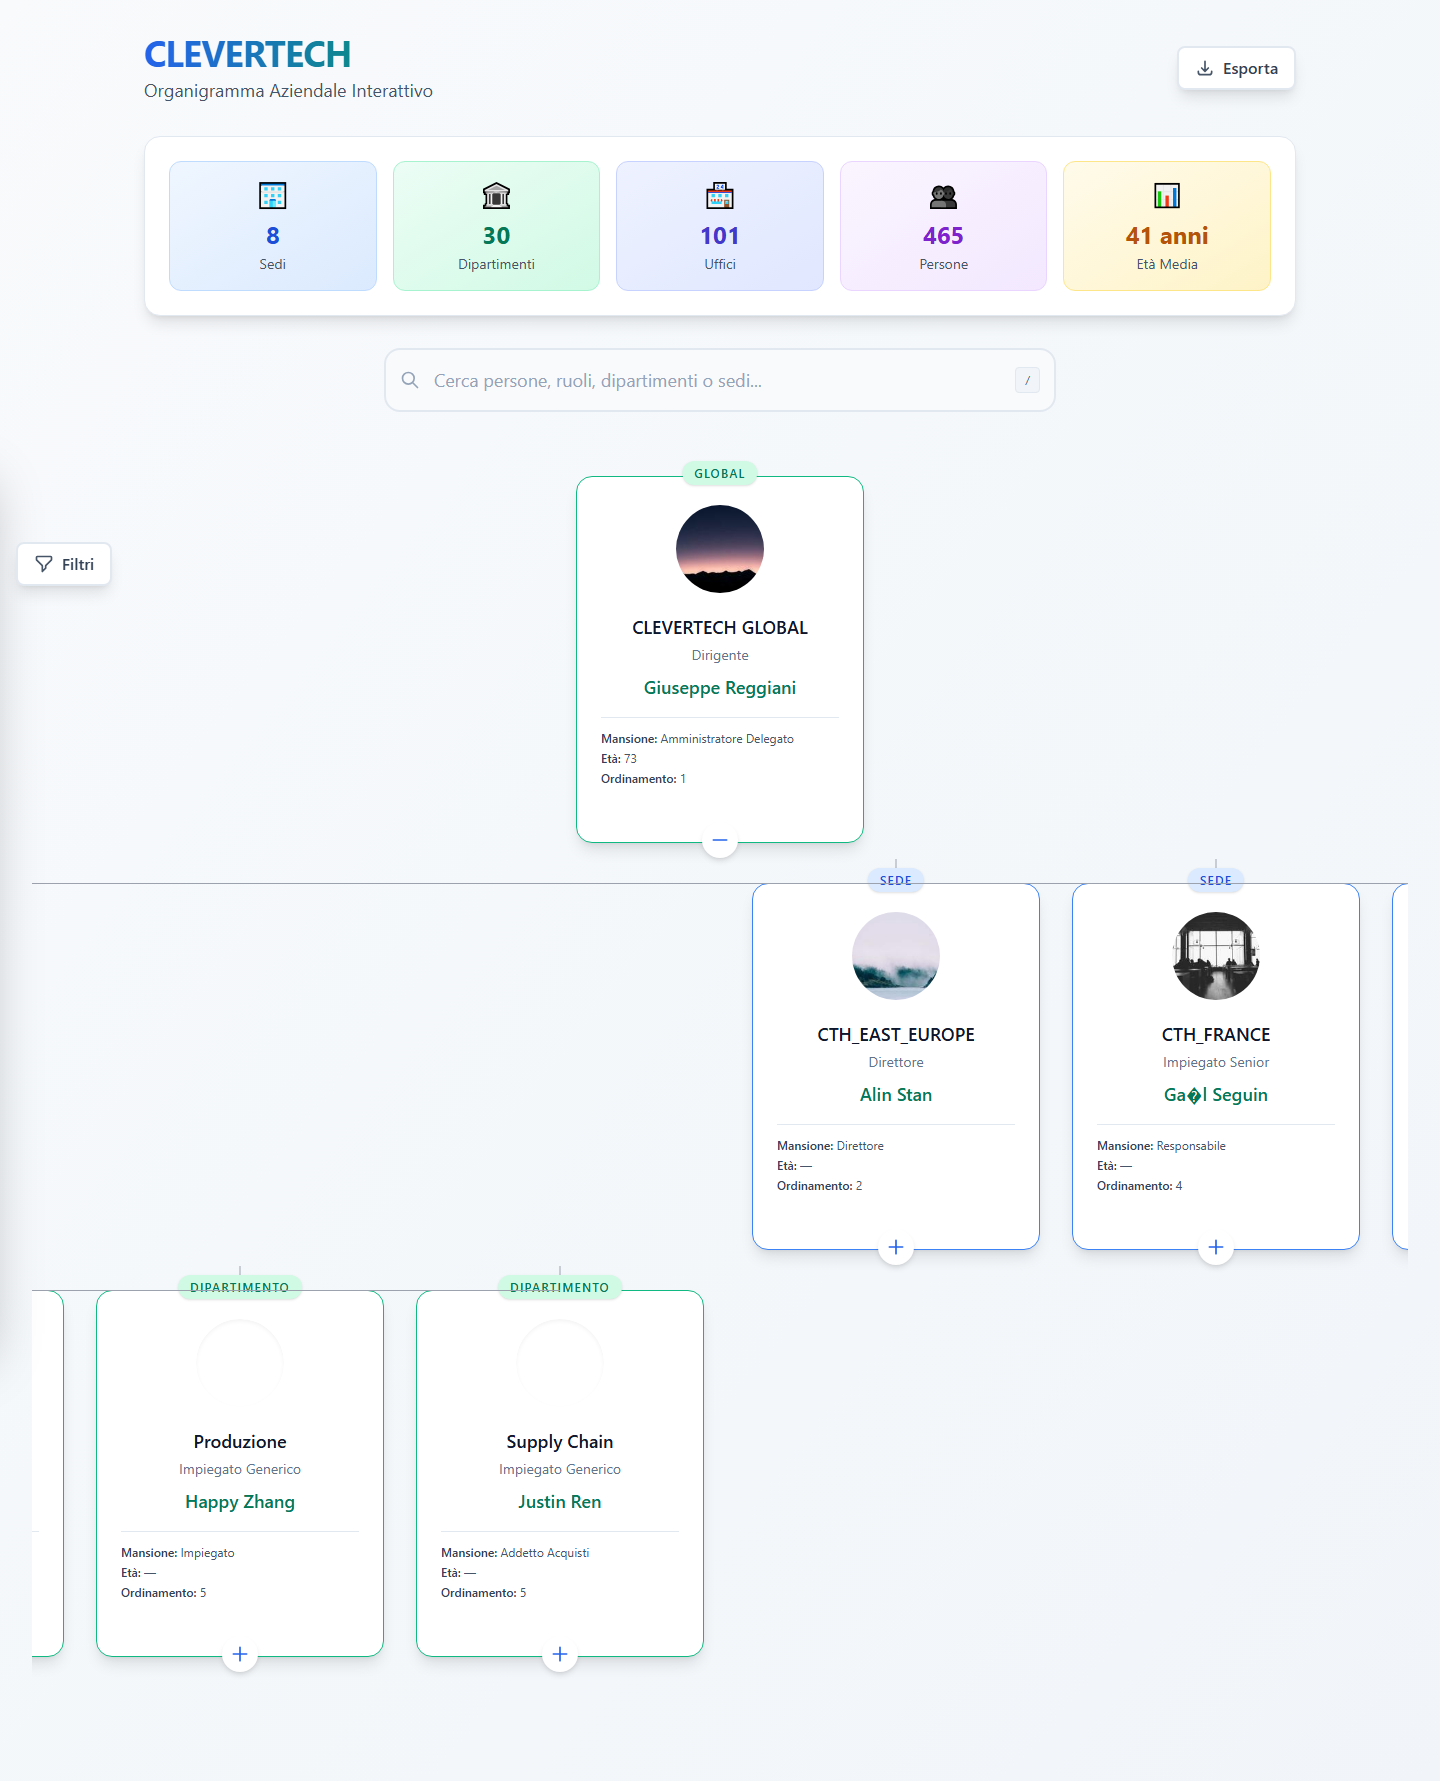 CLEVERTECH
Organigramma Aziendale Interattivo
Esporta
8
Sedi
30
Dipartimenti
24
101
Uffici
465
Persone
41 anni
Età Media
Cerca persone, ruoli, dipartimenti o sedi...
/
Filtri
GLOBAL
CLEVERTECH GLOBAL
Dirigente
Giuseppe Reggiani
Mansione: Amministratore Delegato
Età: 73
Ordinamento: 1
SEDE
CTH_EAST_EUROPE
Direttore
Alin Stan
Mansione: Direttore
Età: —
Ordinamento: 2
SEDE
CTH_FRANCE
Impiegato Senior
Ga�l Seguin
Mansione: Responsabile
Età: —
Ordinamento: 4
DIPARTIMENTO
Produzione
Impiegato Generico
Happy Zhang
Mansione: Impiegato
Età: —
Ordinamento: 5
DIPARTIMENTO
Supply Chain
Impiegato Generico
Justin Ren
Mansione: Addetto Acquisti
Età: —
Ordinamento: 5